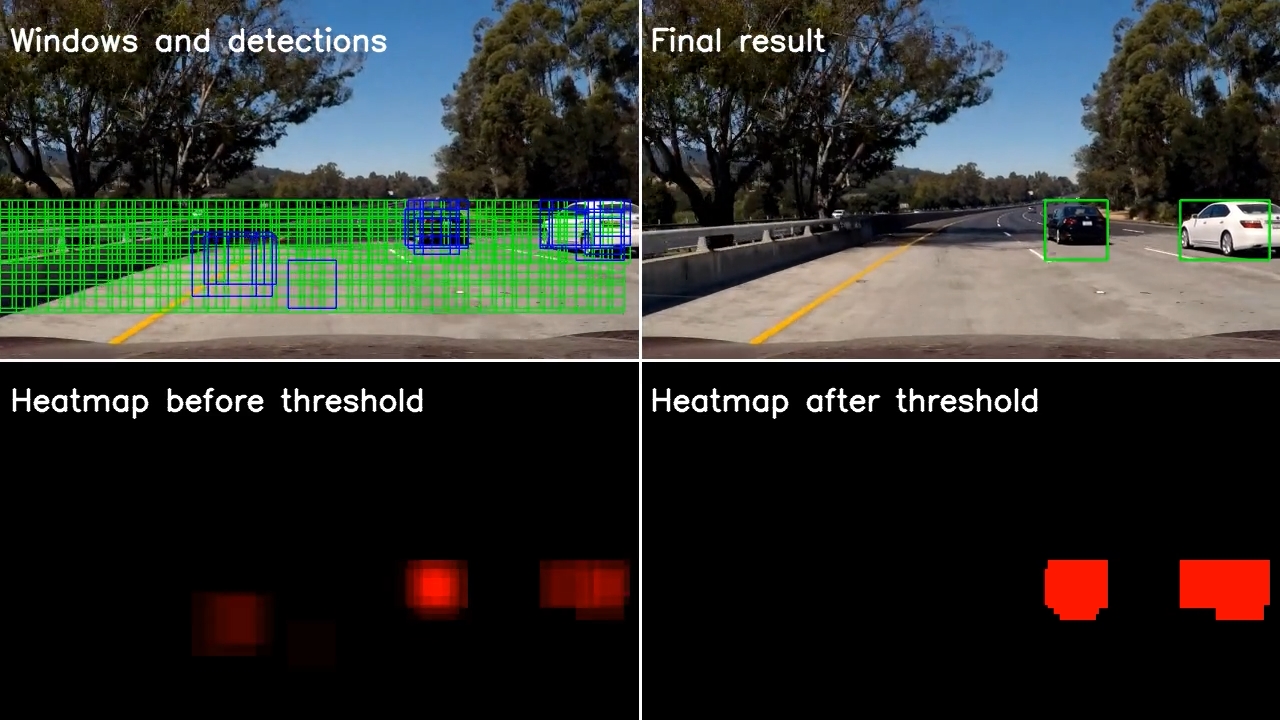 Windows and detections
Final result
Heatmap before threshold
Heatmap after threshold